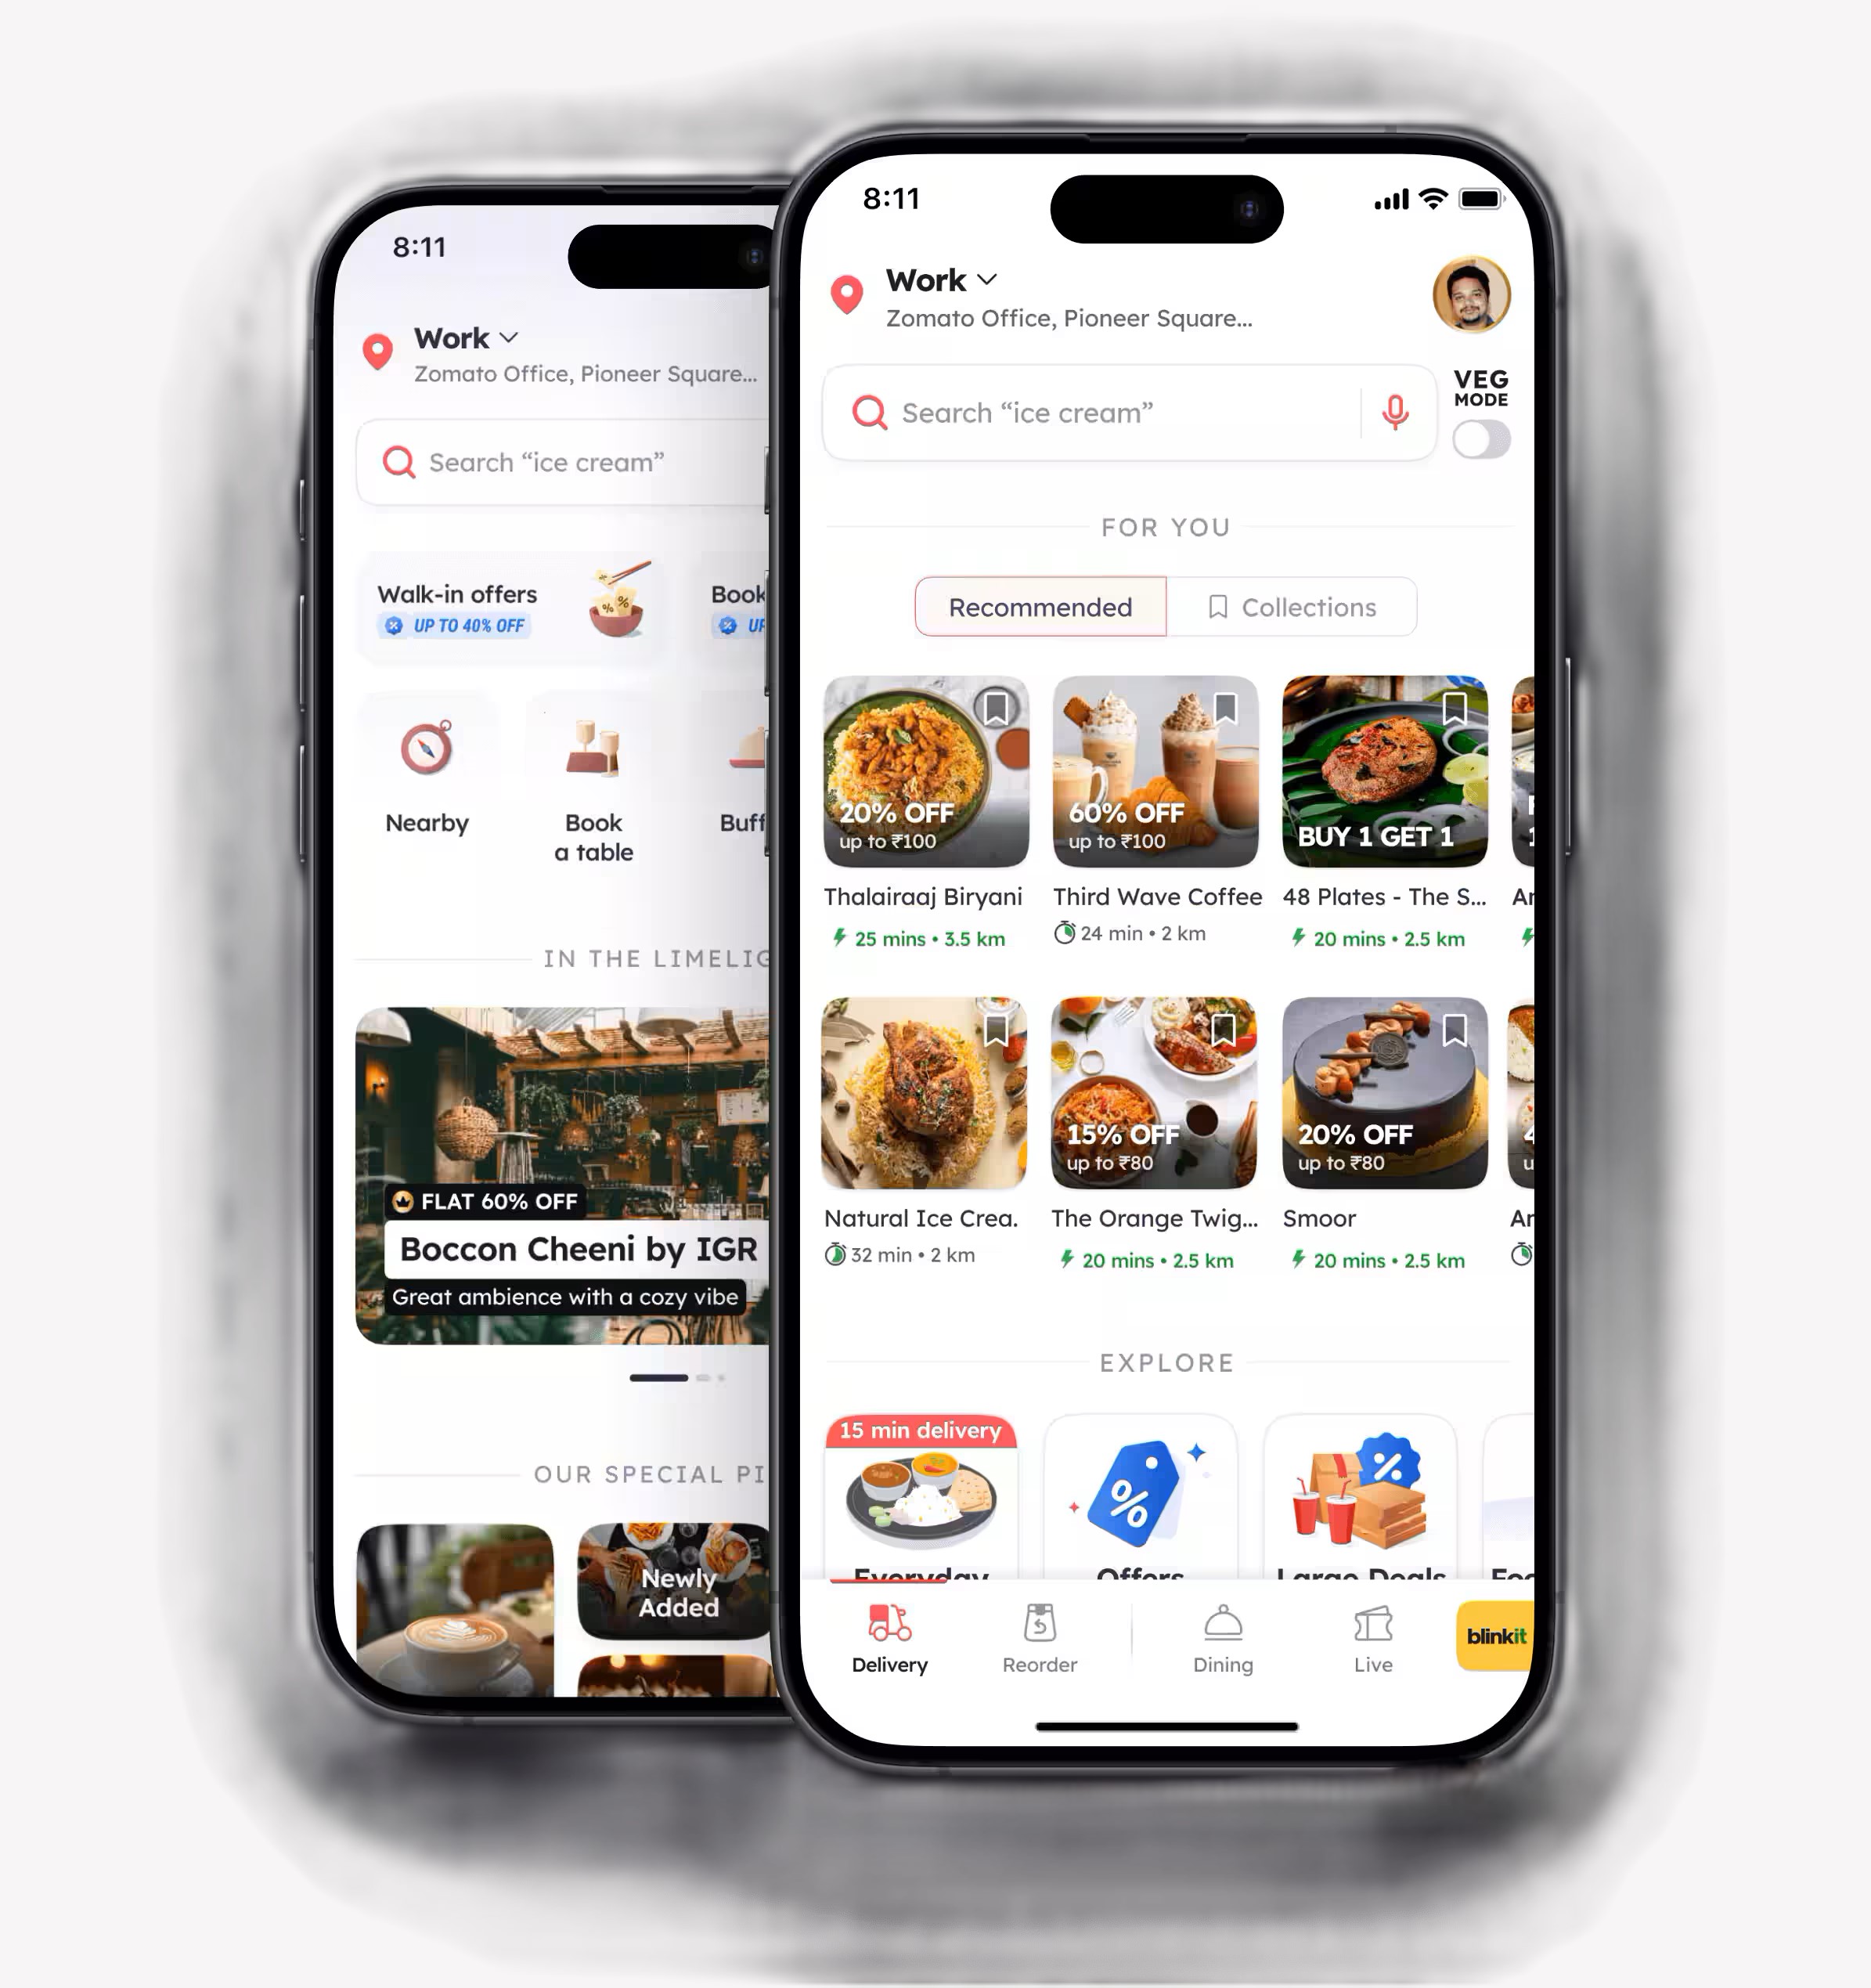 8:11
Work
Zomato Office, Pioneer Square...
Search “ice cream”
Walk-in offers
UP TO 40% OFF
Book
Nearby
Book
a table
Buff
IN THE LIMELIG
FLAT 60% OFF
Boccon Cheeni by IGR
Great ambience with a cozy vibe
OUR SPECIAL PI
Newly
Added
8:11
Work
Zomato Office, Pioneer Square...
Search “ice cream”
VEG
MODE
FOR YOU
Recommended
Collections
20% OFF
up to ₹100
60% OFF
up to ₹100
BUY 1 GET 1
Thalairaaj Biryani
Third Wave Coffee
48 Plates - The S...
25 mins • 3.5 km
24 min • 2 km
20 mins • 2.5 km
15% OFF
up to ₹80
20% OFF
up to ₹80
Natural Ice Crea.
The Orange Twig...
Smoor
32 min • 2 km
20 mins • 2.5 km
20 mins • 2.5 km
EXPLORE
15 min delivery
%
%
Everyday
Offers
Large Deals
Delivery
Reorder
Dining
Live
blinkit